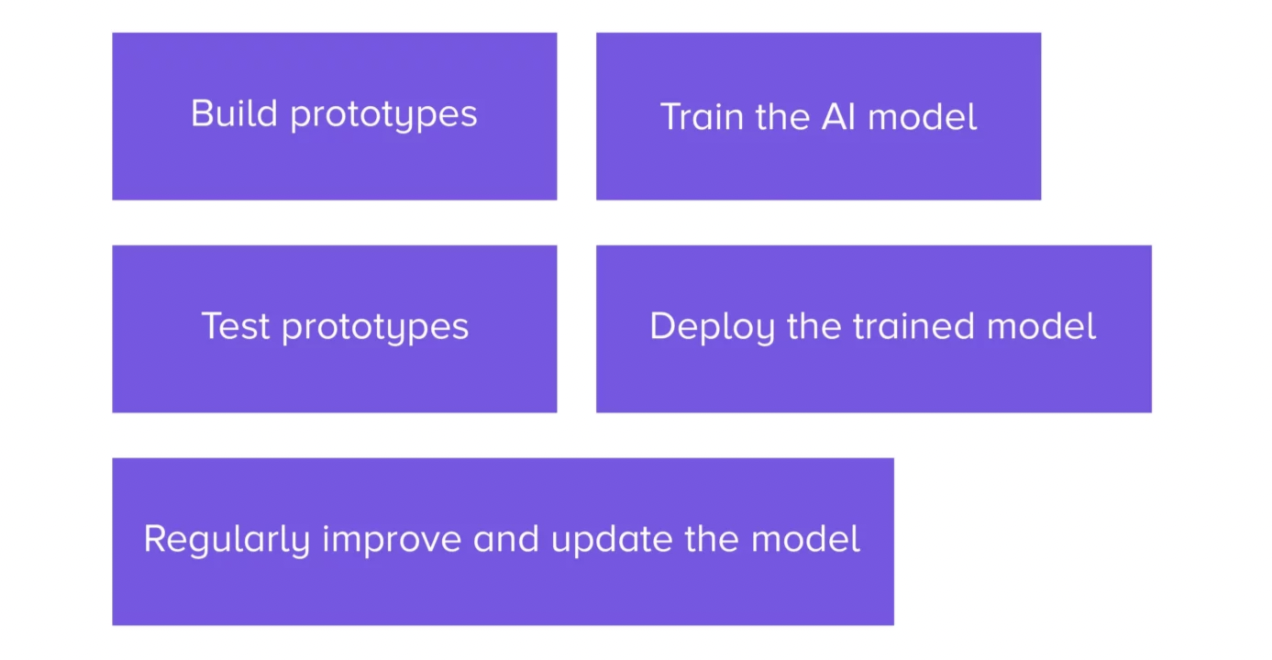 Build prototypes
Train the AI model
Test prototypes
Deploy the trained model
Regularly improve and update the model